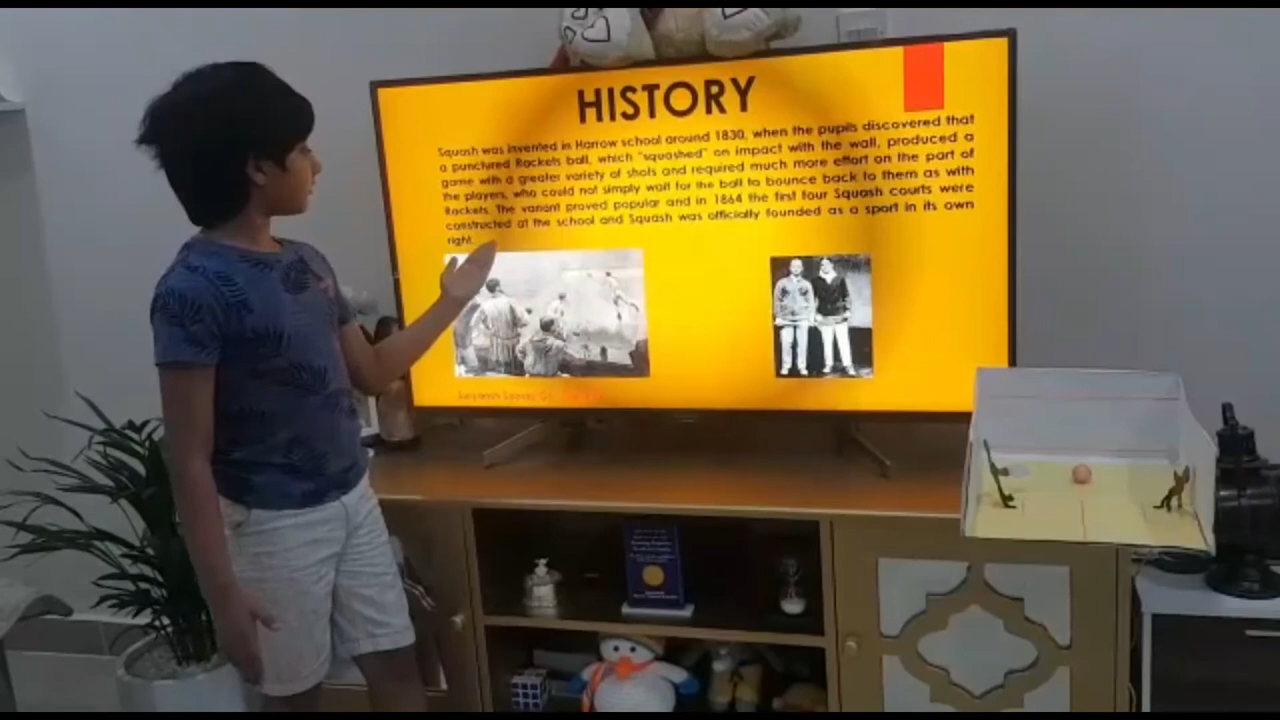 HISTORY
Squash was invented in Harrow school around 1830, when the pupils discovered that
a punctured Rackets ball, which "squashed" on impact with the wall, produced a
game with a greater variety of shots and required much more effort on the part of
the players, who could not simply wait for the ball to bounce back to them as with
Rackets. The variant proved popular and in 1864 the first four Squash courts were
constructed at the school and Squash was officially founded as a sport in its own
right.